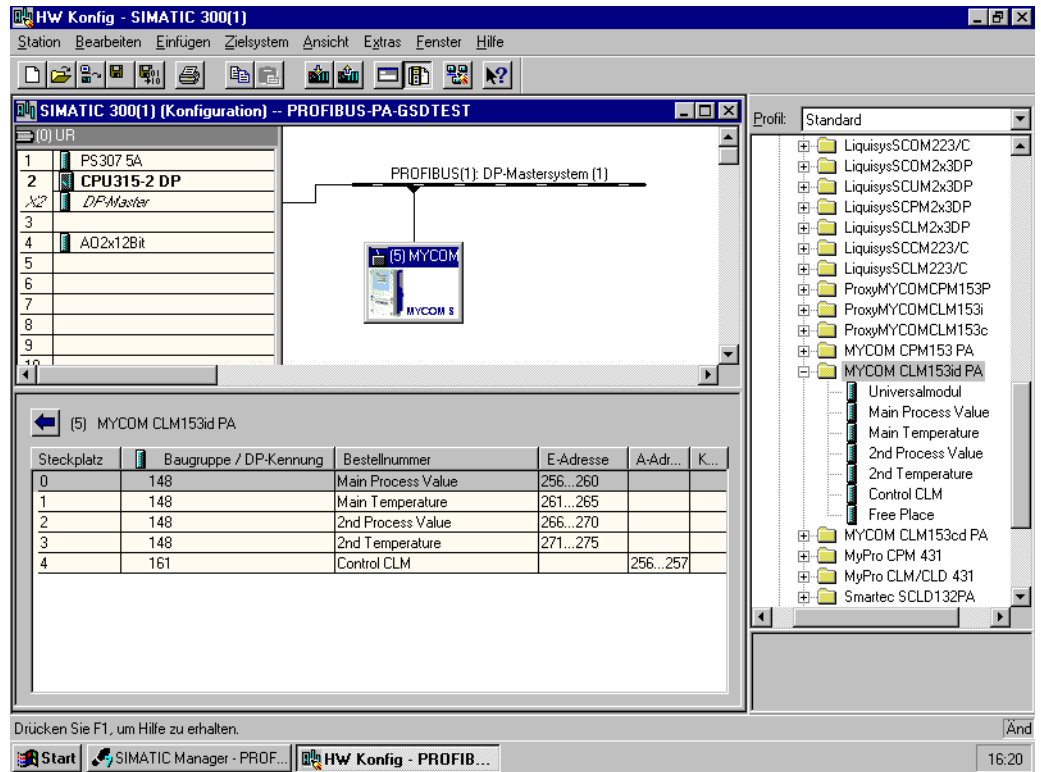 HW Konfig - SIMATIC 300(1)
Station Bearbeiten Einfügen Zielsystem Ansicht Extras Fenster Hilfe
SIMATIC 300(1) (Konfiguration) -- PROFIBUS-PA-GSDTEST
(0) UR
1 PS307 5A
2 CPU315-2 DP
X2 DP-Master
3
4 AO2x12Bit
5
6
7
8
9
10
PROFIBUS(1): DP-Mastersystem (1)
(5) MYCOM
MYCOM S
(5) MYCOM CLM153id PA
Steckplatz Baugruppe / DP-Kennung Bestellnummer E-Adresse A-Adr... K...
0 148 Main Process Value 256...260
1 148 Main Temperature 261...265
2 148 2nd Process Value 266...270
3 148 2nd Temperature 271...275
4 161 Control CLM 256...257
Profil: Standard
LiquisysSCOM223/C
LiquisysSCOM2x3DP
LiquisysSCUM2x3DP
LiquisysSCPM2x3DP
LiquisysSCLM2x3DP
LiquisysSCCM223/C
LiquisysSCLM223/C
ProxyMYCOMCPM153P
ProxyMYCOMCLM153i
ProxyMYCOMCLM153c
MYCOM CPM153 PA
MYCOM CLM153id PA
Universalmodul
Main Process Value
Main Temperature
2nd Process Value
2nd Temperature
Control CLM
Free Place
MYCOM CLM153cd PA
MyPro CPM 431
MyPro CLM/CLD 431
Smartec SCLD132PA
Drücken Sie F1, um Hilfe zu erhalten.
Änd
Start SIMATIC Manager - PROF... HW Konfig - PROFIB... 16:20